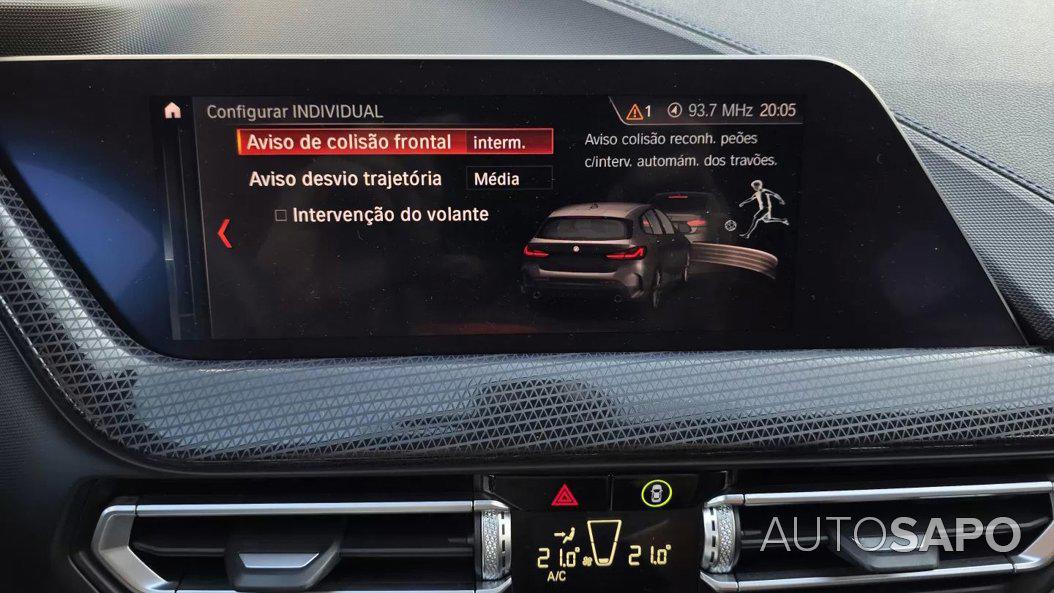 Configurar INDIVIDUAL
1 93.7 MHz 20:05
Aviso de colisão frontal interm.
Aviso desvio trajetória Média
Intervenção do volante
Aviso colisão reconh. peões
c/interv. automám. dos travões.
21.0° 21.0°
A/C
AUTOSAPO